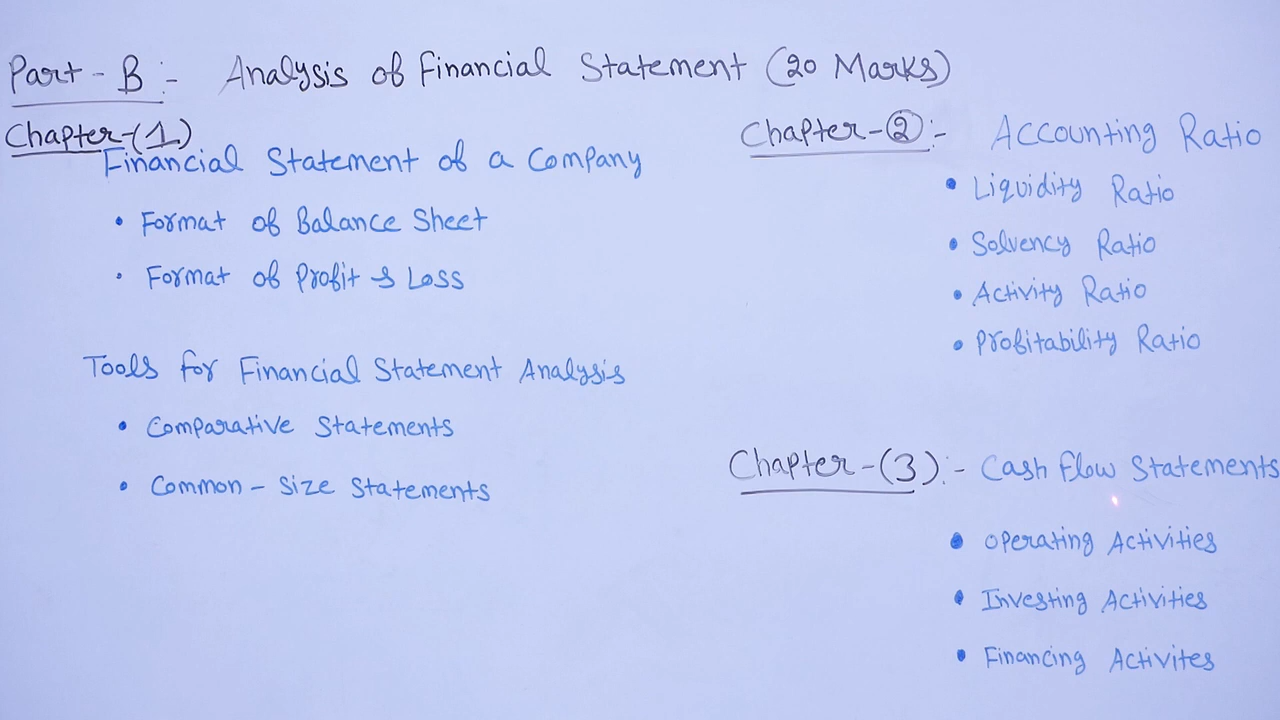 Part - B :- Analysis of Financial Statement (20 Marks)
Chapter-(1)
Financial Statement of a Company
• Format of Balance Sheet
• Format of Profit & Loss
Tools for Financial Statement Analysis
• Comparative Statements
• Common - Size Statements
Chapter-② :- Accounting Ratio
• Liquidity Ratio
• Solvency Ratio
• Activity Ratio
• Profitability Ratio
Chapter-(3) :- Cash Flow Statements
• Operating Activities
• Investing Activities
• Financing Activites